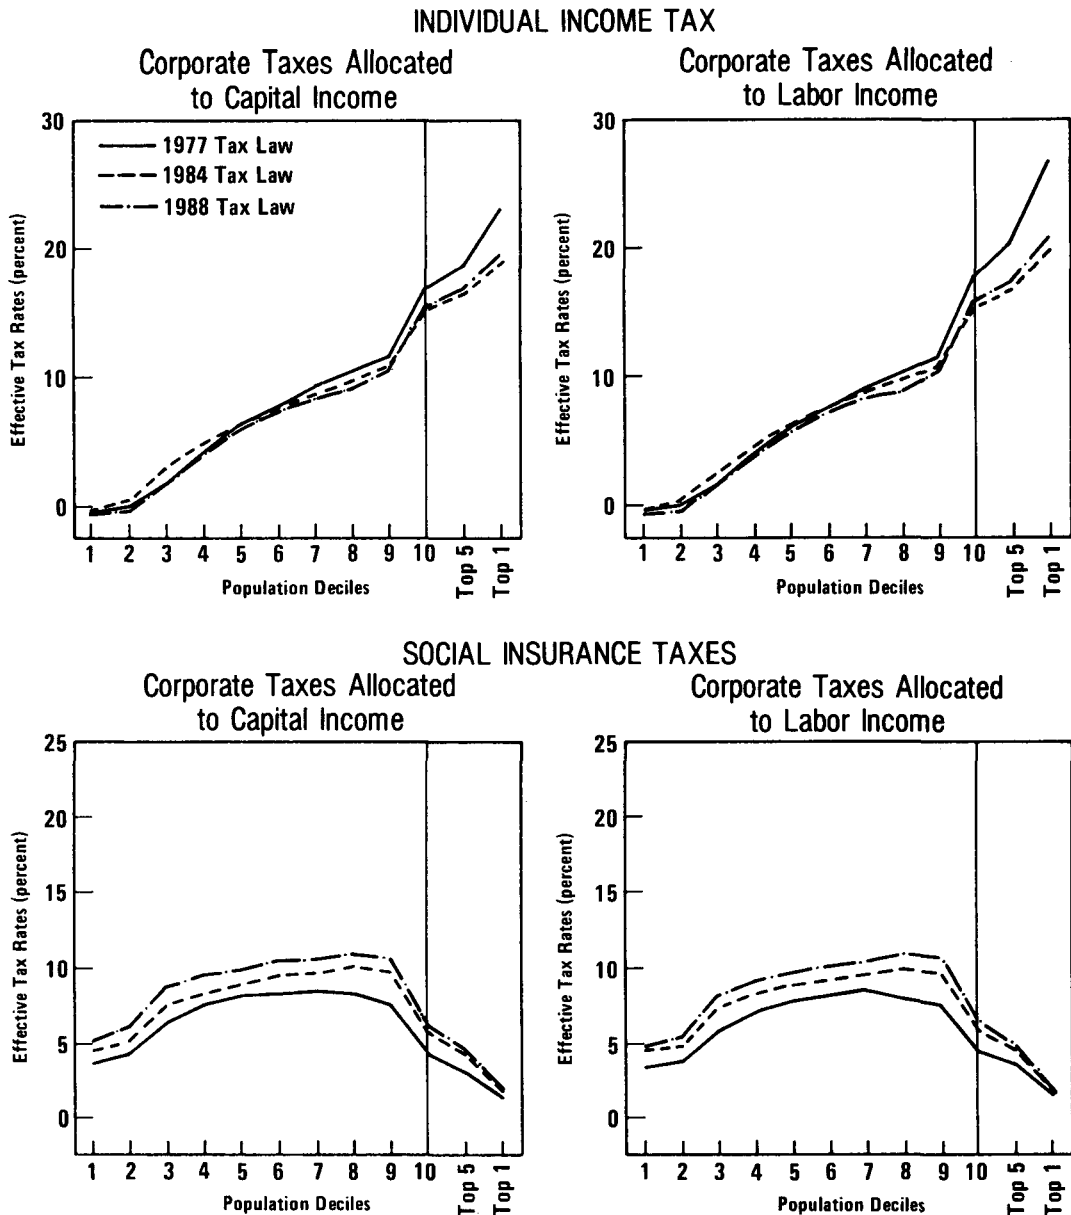 INDIVIDUAL INCOME TAX
Corporate Taxes Allocated
to Capital Income
30
20
10
0
Effective Tax Rates (percent)
1977 Tax Law
1984 Tax Law
1988 Tax Law
1 2 3 4 5 6 7 8 9 10 Top 5 Top 1
Population Deciles
Corporate Taxes Allocated
to Labor Income
30
20
10
0
Effective Tax Rates (percent)
1 2 3 4 5 6 7 8 9 10 Top 5 Top 1
Population Deciles
SOCIAL INSURANCE TAXES
Corporate Taxes Allocated
to Capital Income
25
20
15
10
5
0
Effective Tax Rates (percent)
1 2 3 4 5 6 7 8 9 10 Top 5 Top 1
Population Deciles
Corporate Taxes Allocated
to Labor Income
25
20
15
10
5
0
Effective Tax Rates (percent)
1 2 3 4 5 6 7 8 9 10 Top 5 Top 1
Population Deciles